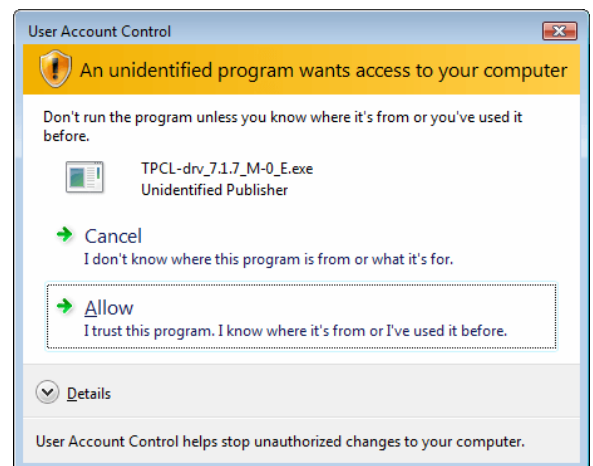 User Account Control
An unidentified program wants access to your computer
Don't run the program unless you know where it's from or you've used it
before.
TPCL-drv_7.1.7_M-0_E.exe
Unidentified Publisher
Cancel
I don't know where this program is from or what it's for.
Allow
I trust this program. I know where it's from or I've used it before.
Details
User Account Control helps stop unauthorized changes to your computer.